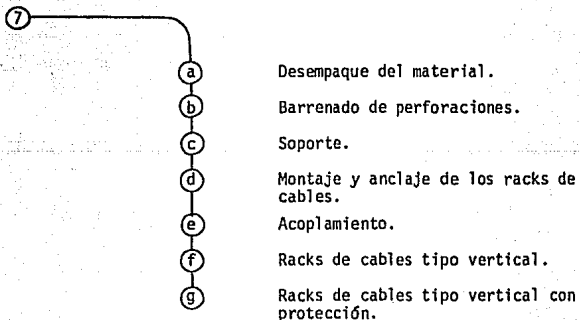 7
a Desempaque del material.
b Barrenado de perforaciones.
c Soporte.
d Montaje y anclaje de los racks de
cables.
e Acoplamiento.
f Racks de cables tipo vertical.
g Racks de cables tipo vertical con
protección.